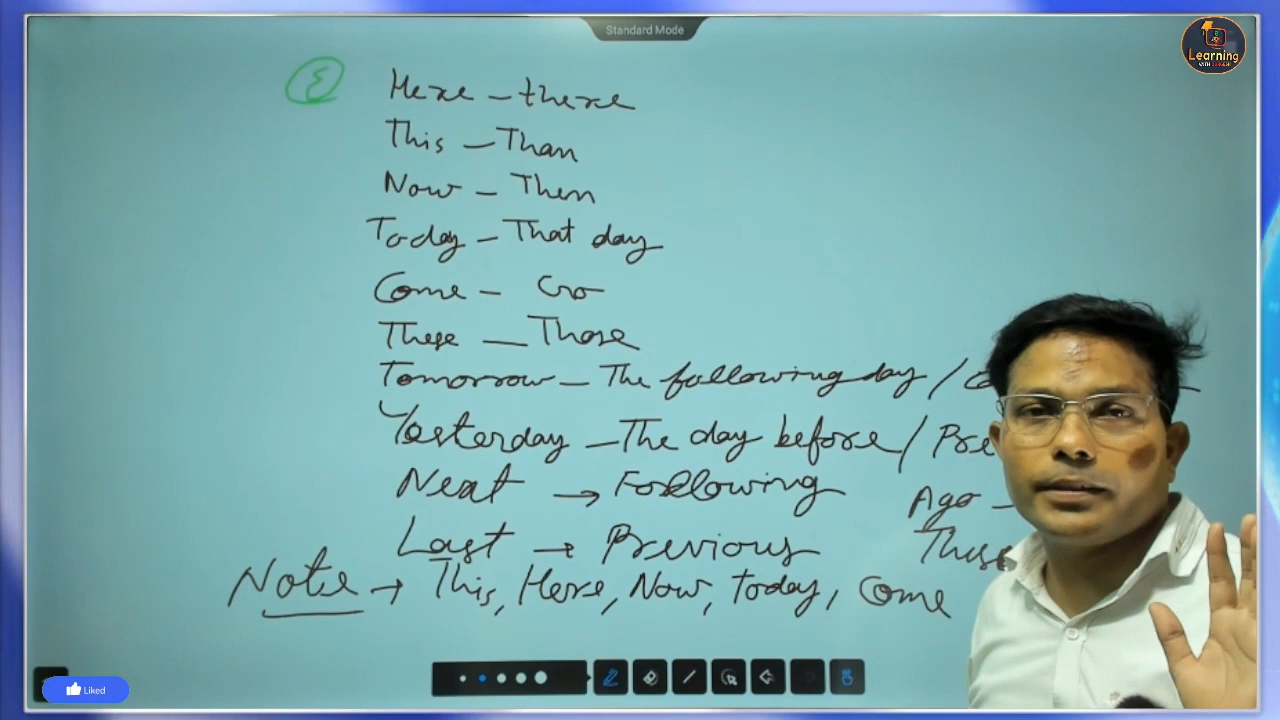 Standard Mode
Learning
Here - there
This - Than
Now - Then
Today - That day
Come - Go
These - Those
Tomorrow - The following day /
Yesterday - The day before / Pre
Next → Following
Ago -
Last → Previous
Note → This, Here, Now, Today, Come
Liked